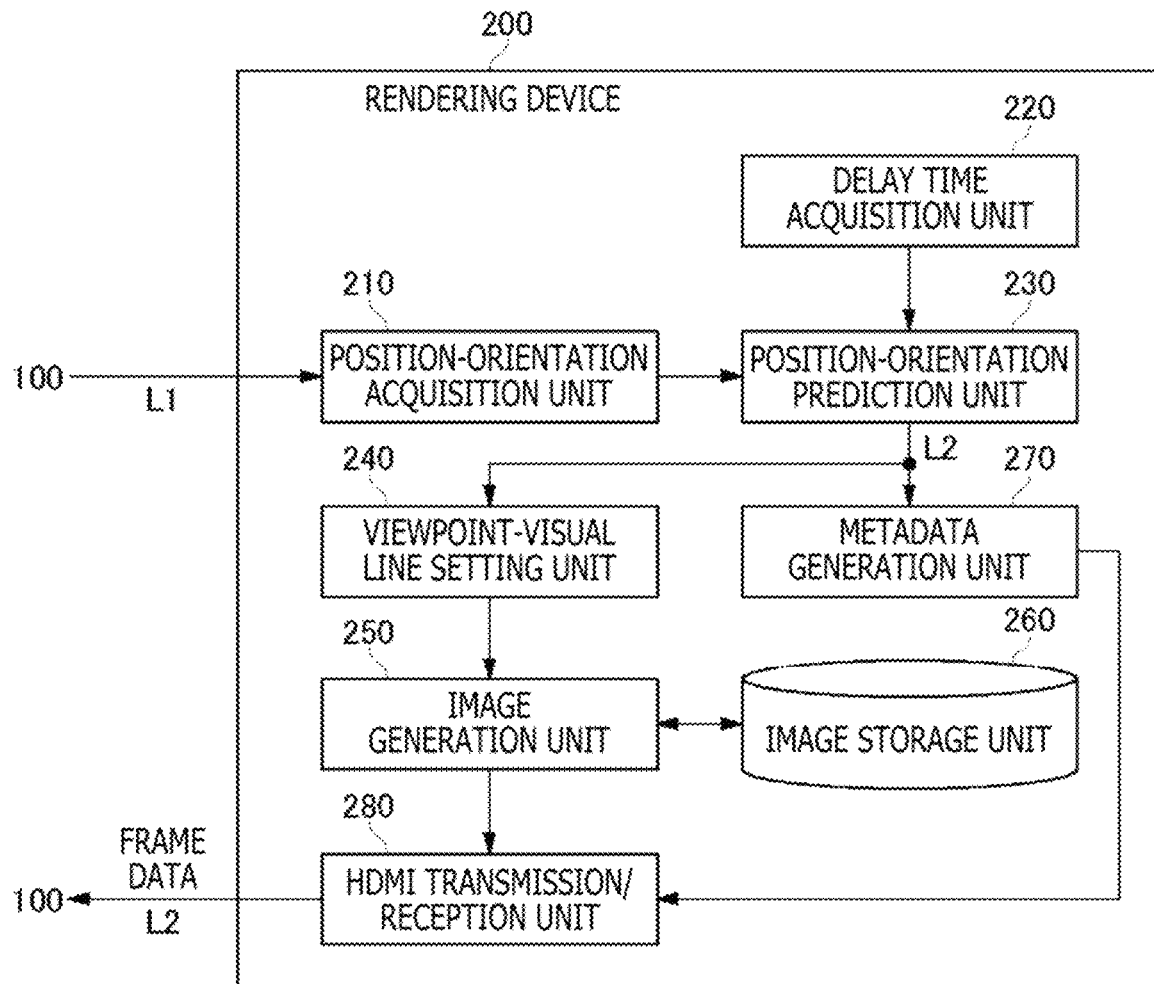 200
RENDERING DEVICE
220
DELAY TIME
ACQUISITION UNIT
210
230
POSITION-ORIENTATION
ACQUISITION UNIT
POSITION-ORIENTATION
PREDICTION UNIT
100
L1
L2
240
270
VIEWPOINT-VISUAL
LINE SETTING UNIT
METADATA
GENERATION UNIT
250
260
IMAGE
GENERATION UNIT
IMAGE STORAGE UNIT
280
FRAME
DATA
100
L2
HDMI TRANSMISSION/
RECEPTION UNIT